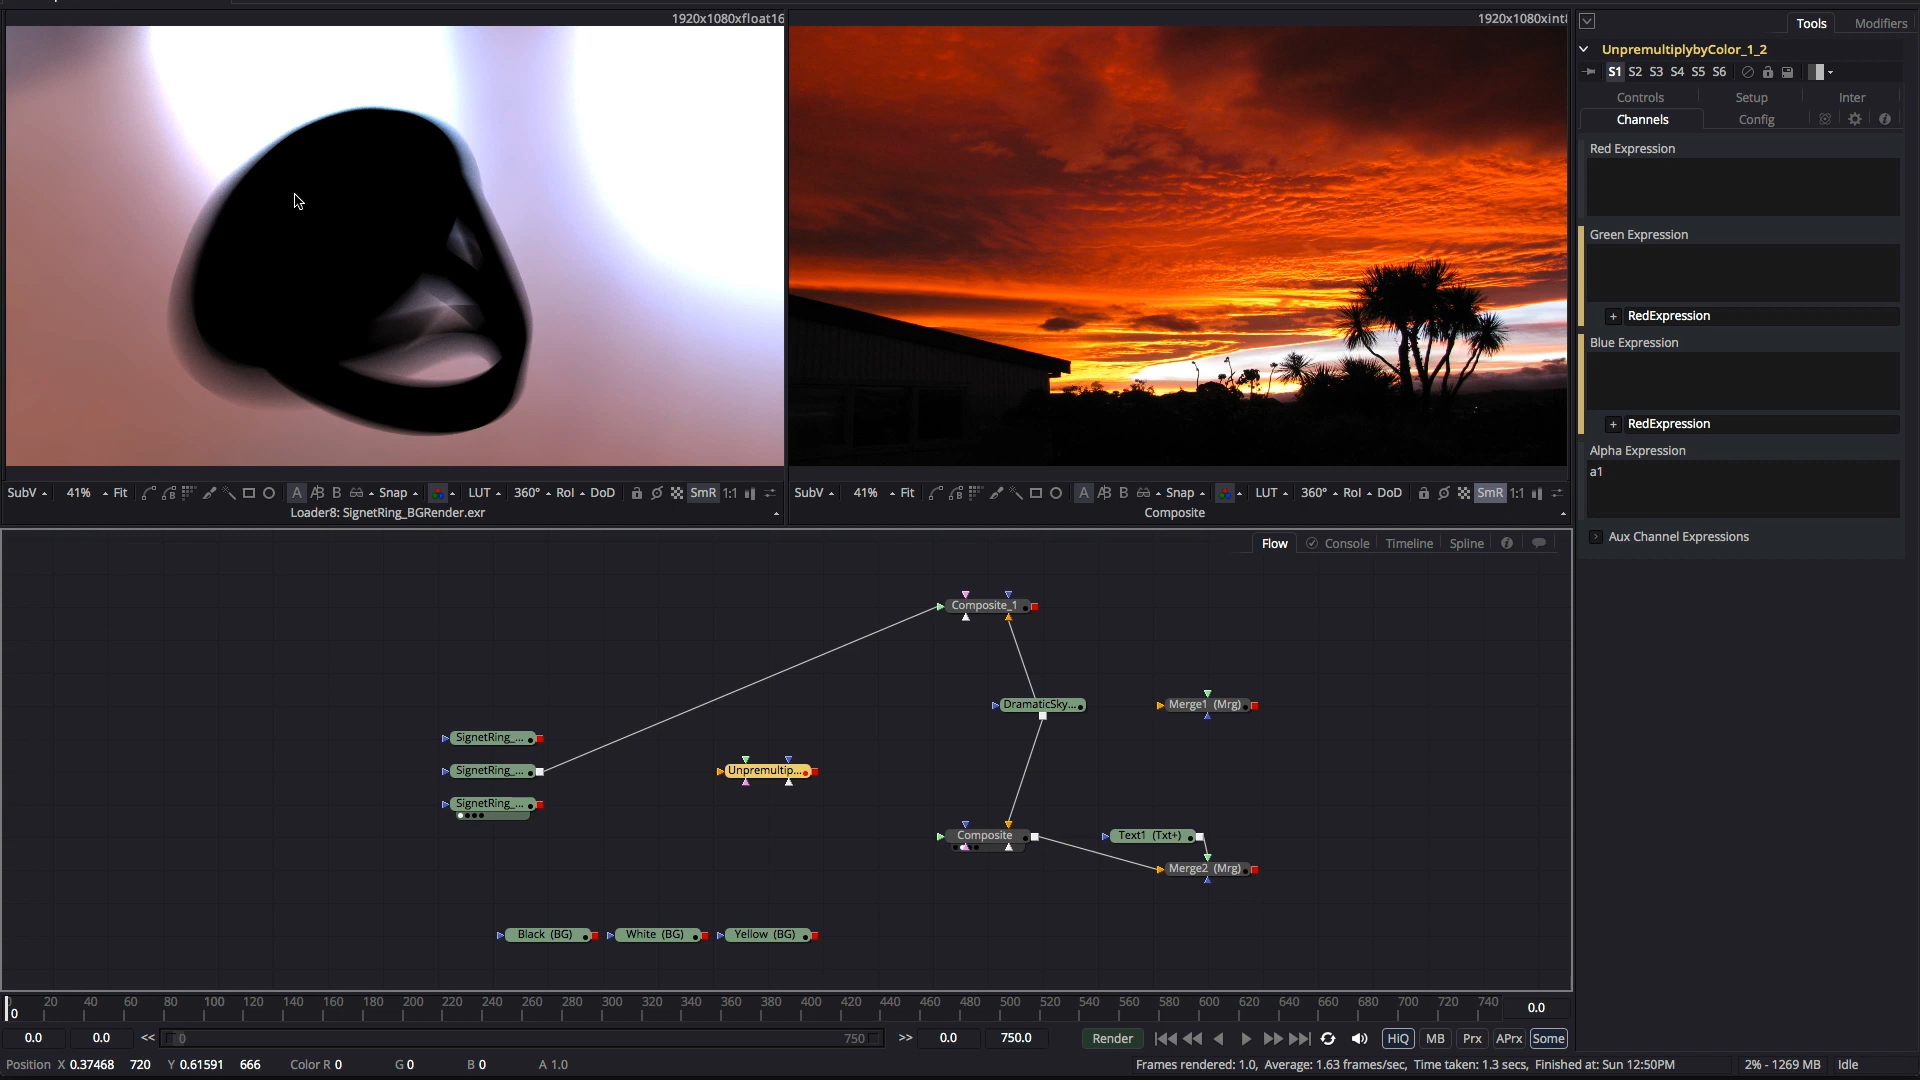 1920x1080xfloat16
1920x1080xint8
Tools Modifiers
UnpremultiplybyColor_1_2
S1 S2 S3 S4 S5 S6
Controls Setup Inter
Channels Config
Red Expression
Green Expression
+ RedExpression
Blue Expression
+ RedExpression
Alpha Expression
a1
Aux Channel Expressions
SubV 41% Fit A B Snap LUT 360° RoI DoD SmR 1:1
Loader8: SignetRing_BGRender.exr
SubV 41% Fit A B Snap LUT 360° RoI DoD SmR 1:1
Composite
Flow Console Timeline Spline
Composite_1
DramaticSky...
Merge1 (Mrg)
SignetRing_...
SignetRing_...
Unpremultip...
SignetRing_...
Composite
Text1 (Txt+)
Merge2 (Mrg)
Black (BG) White (BG) Yellow (BG)
0 20 40 60 80 100 120 140 160 180 200 220 240 260 280 300 320 340 360 380 400 420 440 460 480 500 520 540 560 580 600 620 640 660 680 700 720 740
0.0
0.0 0.0 << 0 750 >> 0.0 750.0 Render HiQ MB Prx APrx Some
Position X 0.37468 720 Y 0.61591 666 Color R 0 G 0 B 0 A 1.0 Frames rendered: 1.0, Average: 1.63 frames/sec, Time taken: 1.3 secs, Finished at: Sun 12:50PM 2% - 1269 MB Idle